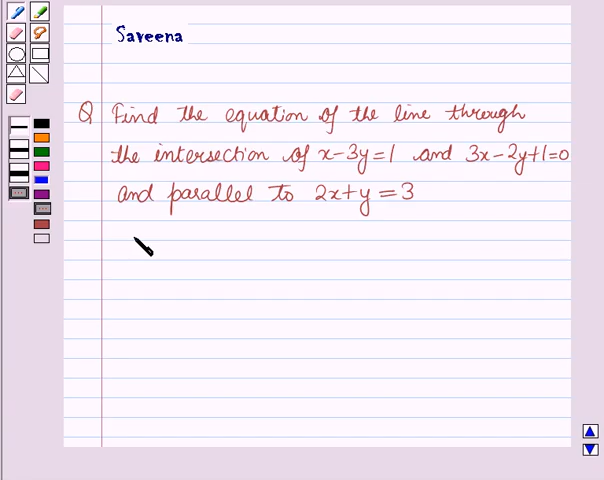 Saveena
Q Find the equation of the line through
the intersection of x-3y=1 and 3x-2y+1=0
and parallel to 2x+y=3